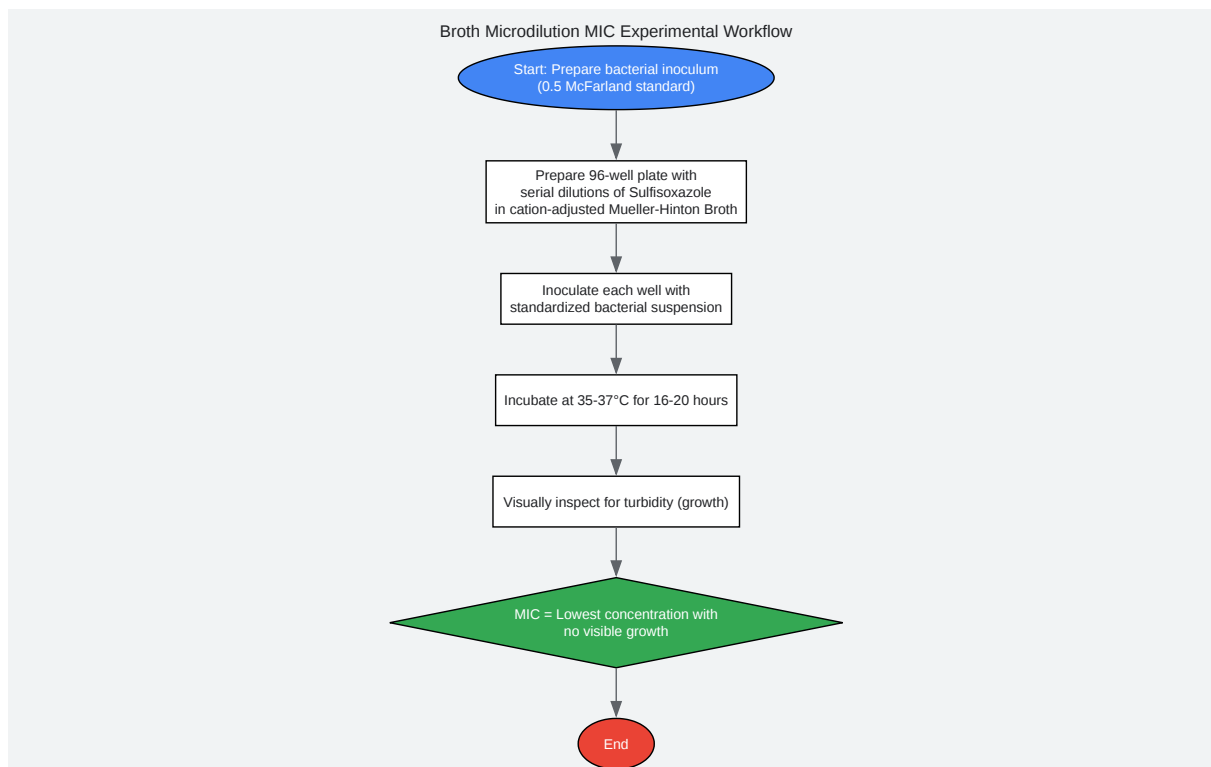 Broth Microdilution MIC Experimental Workflow
Start: Prepare bacterial inoculum
(0.5 McFarland standard)
Prepare 96-well plate with
serial dilutions of Sulfisoxazole
in cation-adjusted Mueller-Hinton Broth
Inoculate each well with
standardized bacterial suspension
Incubate at 35-37°C for 16-20 hours
Visually inspect for turbidity (growth)
MIC = Lowest concentration with
no visible growth
End